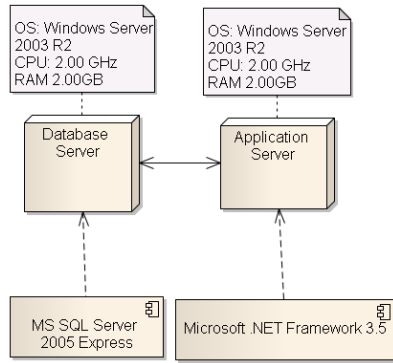 OS: Windows Server
2003 R2
CPU: 2.00 GHz
RAM 2.00GB
OS: Windows Server
2003 R2
CPU: 2.00 GHz
RAM 2.00GB
Database
Server
Application
Server
MS SQL Server
2005 Express
Microsoft .NET Framework 3.5